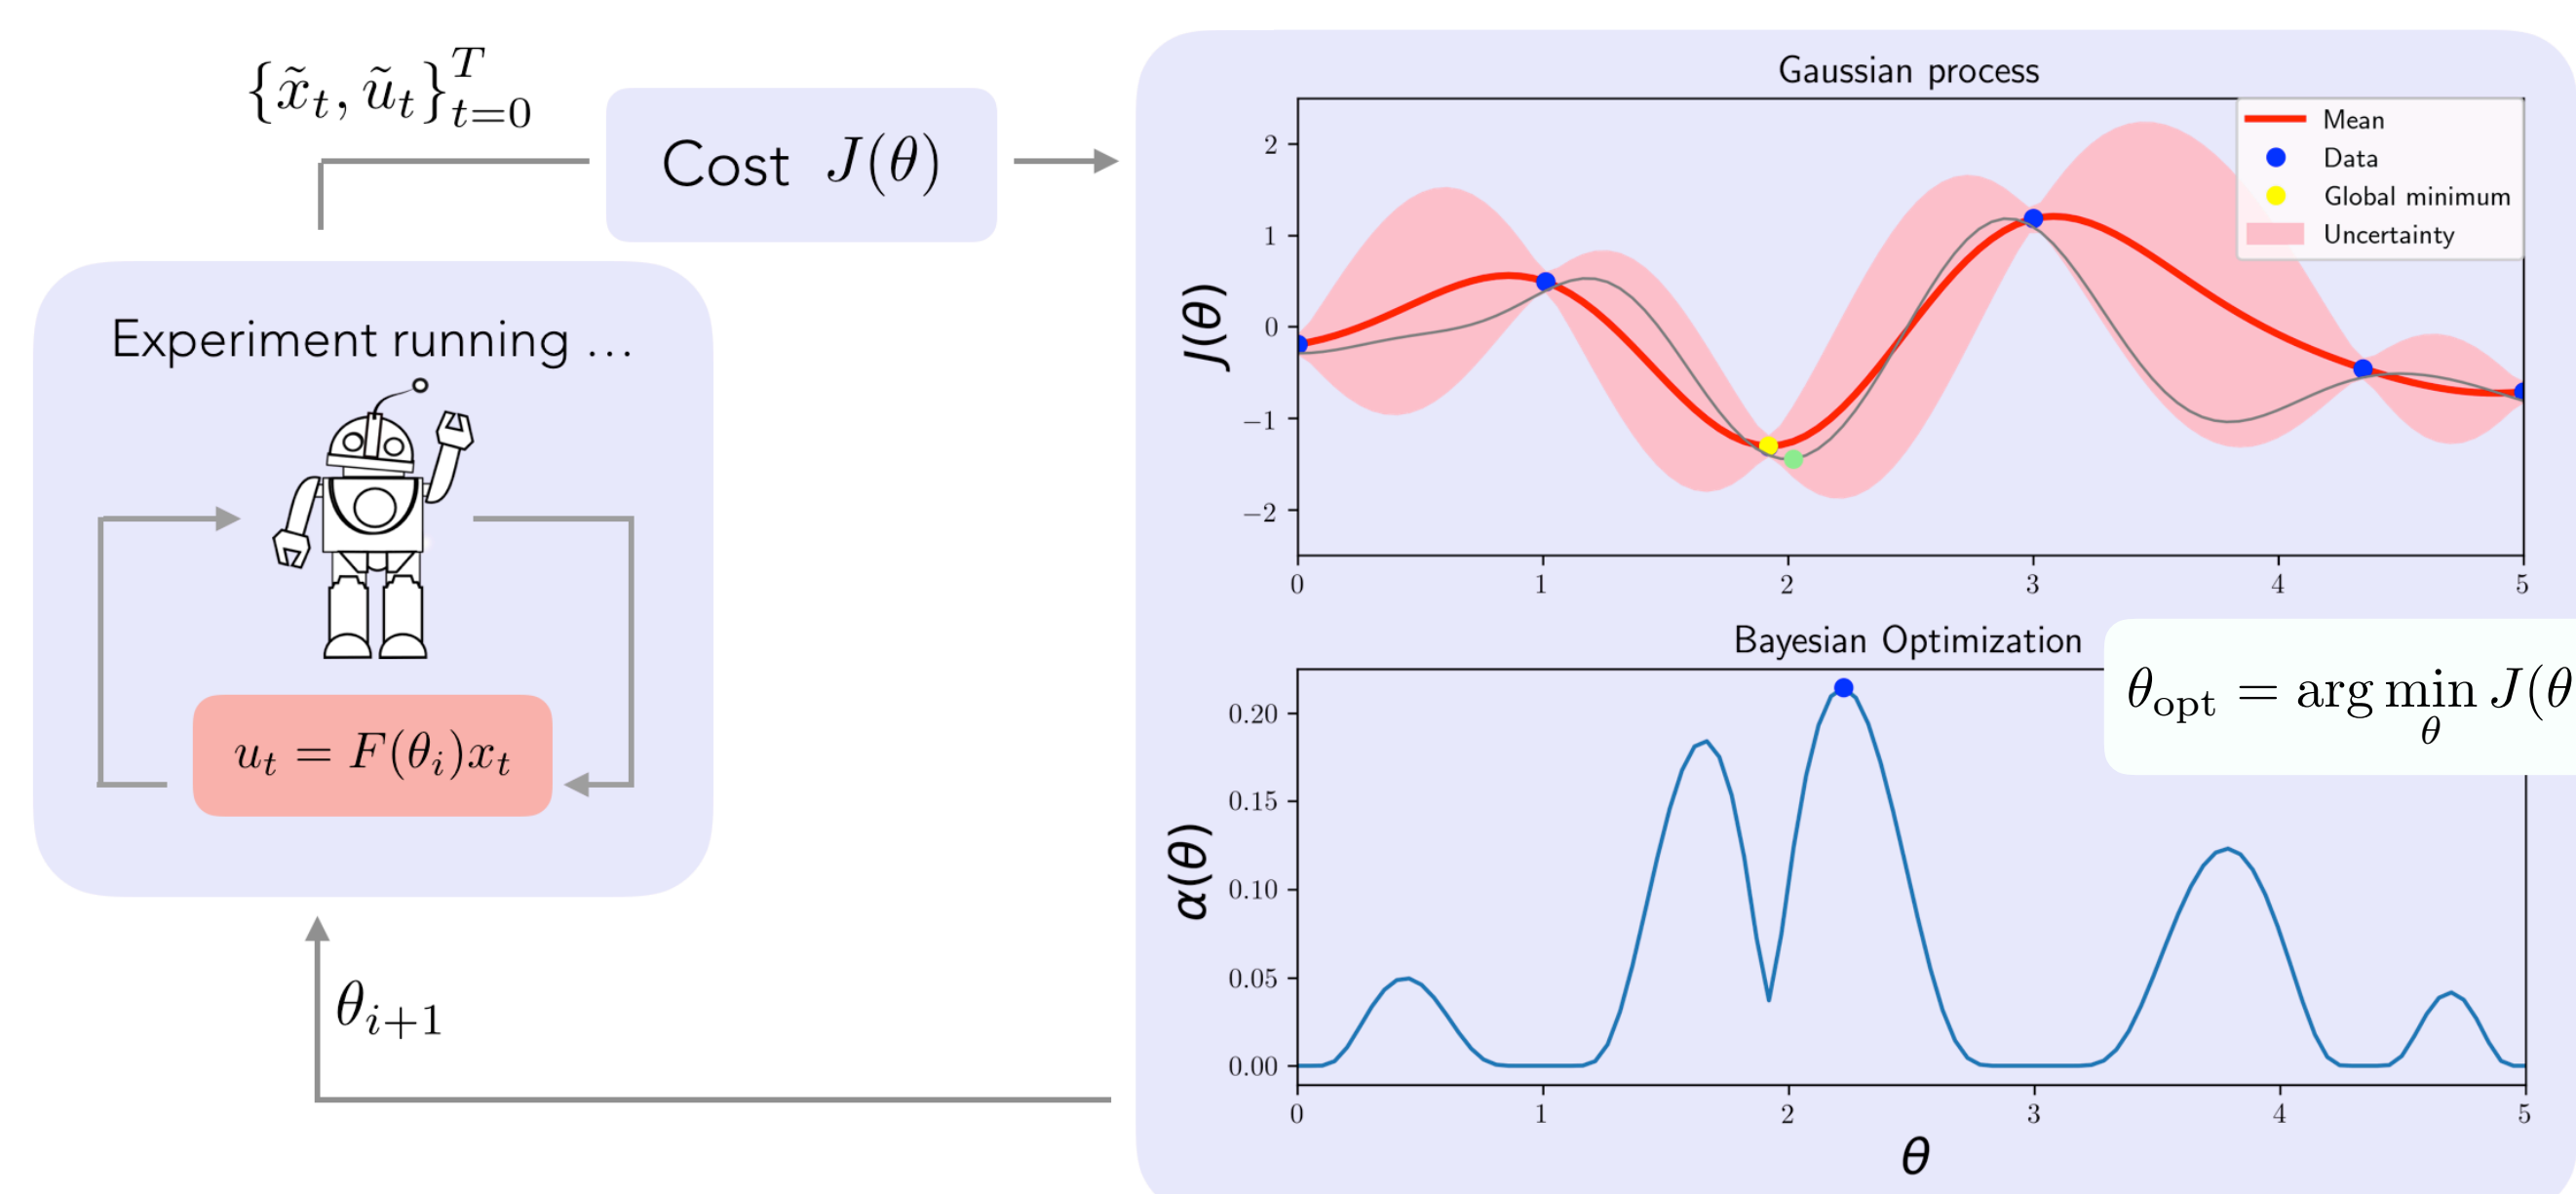 {x̃_t, ũ_t}_{t=0}^T
Cost J(θ)
Experiment running …
u_t = F(θ_i)x_t
θ_{i+1}
Gaussian process
Mean
Data
Global minimum
Uncertainty
J(θ)
2
1
0
−1
−2
0 1 2 3 4 5
Bayesian Optimization
θ_opt = arg min_θ J(θ
α(θ)
0.20
0.15
0.10
0.05
0.00
0 1 2 3 4 5
θ